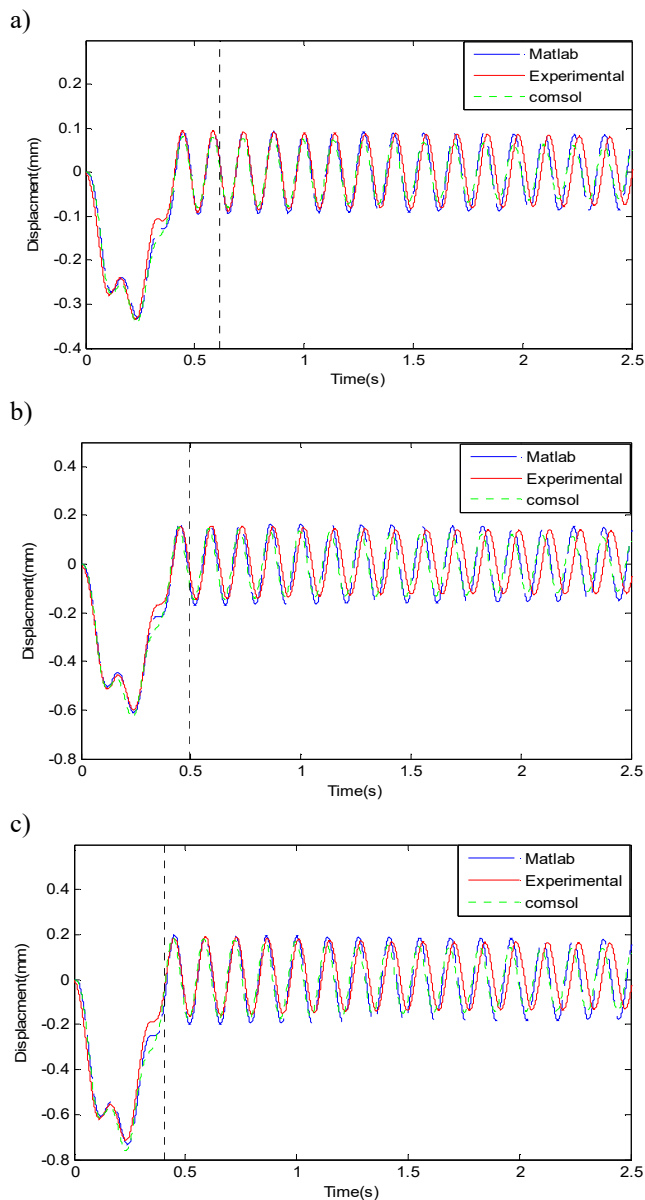 a)
0.3
0.2
0.1
0
-0.1
-0.2
-0.3
-0.4
Displacment(mm)
Matlab
Experimental
comsol
0 0.5 1 1.5 2 2.5
Time(s)
b)
0.4
0.2
0
-0.2
-0.4
-0.6
-0.8
Displacment(mm)
Matlab
Experimental
comsol
0 0.5 1 1.5 2 2.5
Time(s)
c)
0.4
0.2
0
-0.2
-0.4
-0.6
-0.8
Displacment(mm)
Matlab
Experimental
comsol
0 0.5 1 1.5 2 2.5
Time(s)